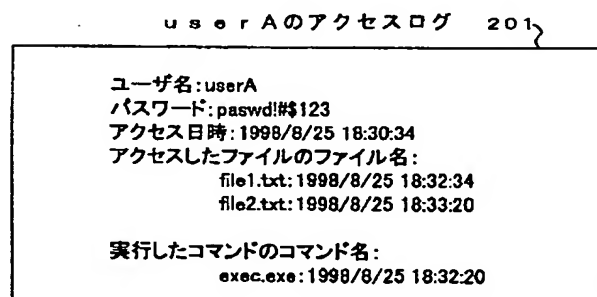 userAのアクセスログ 201
ユーザ名:userA
パスワード:paswd!#$123
アクセス日時:1998/8/25 18:30:34
アクセスしたファイルのファイル名:
file1.txt:1998/8/25 18:32:34
file2.txt:1998/8/25 18:33:20
実行したコマンドのコマンド名:
exec.exe:1998/8/25 18:32:20